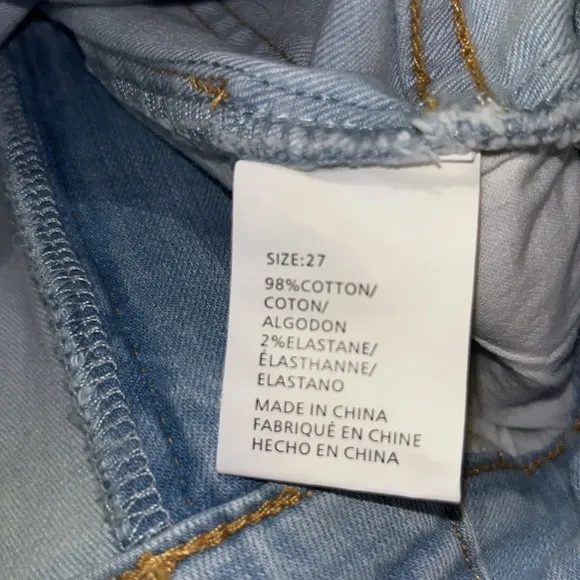 SIZE:27
98%COTTON/
COTON/
ALGODON
2%ELASTANE/
ÉLASTHANNE/
ELASTANO
MADE IN CHINA
FABRIQUÉ EN CHINE
HECHO EN CHINA